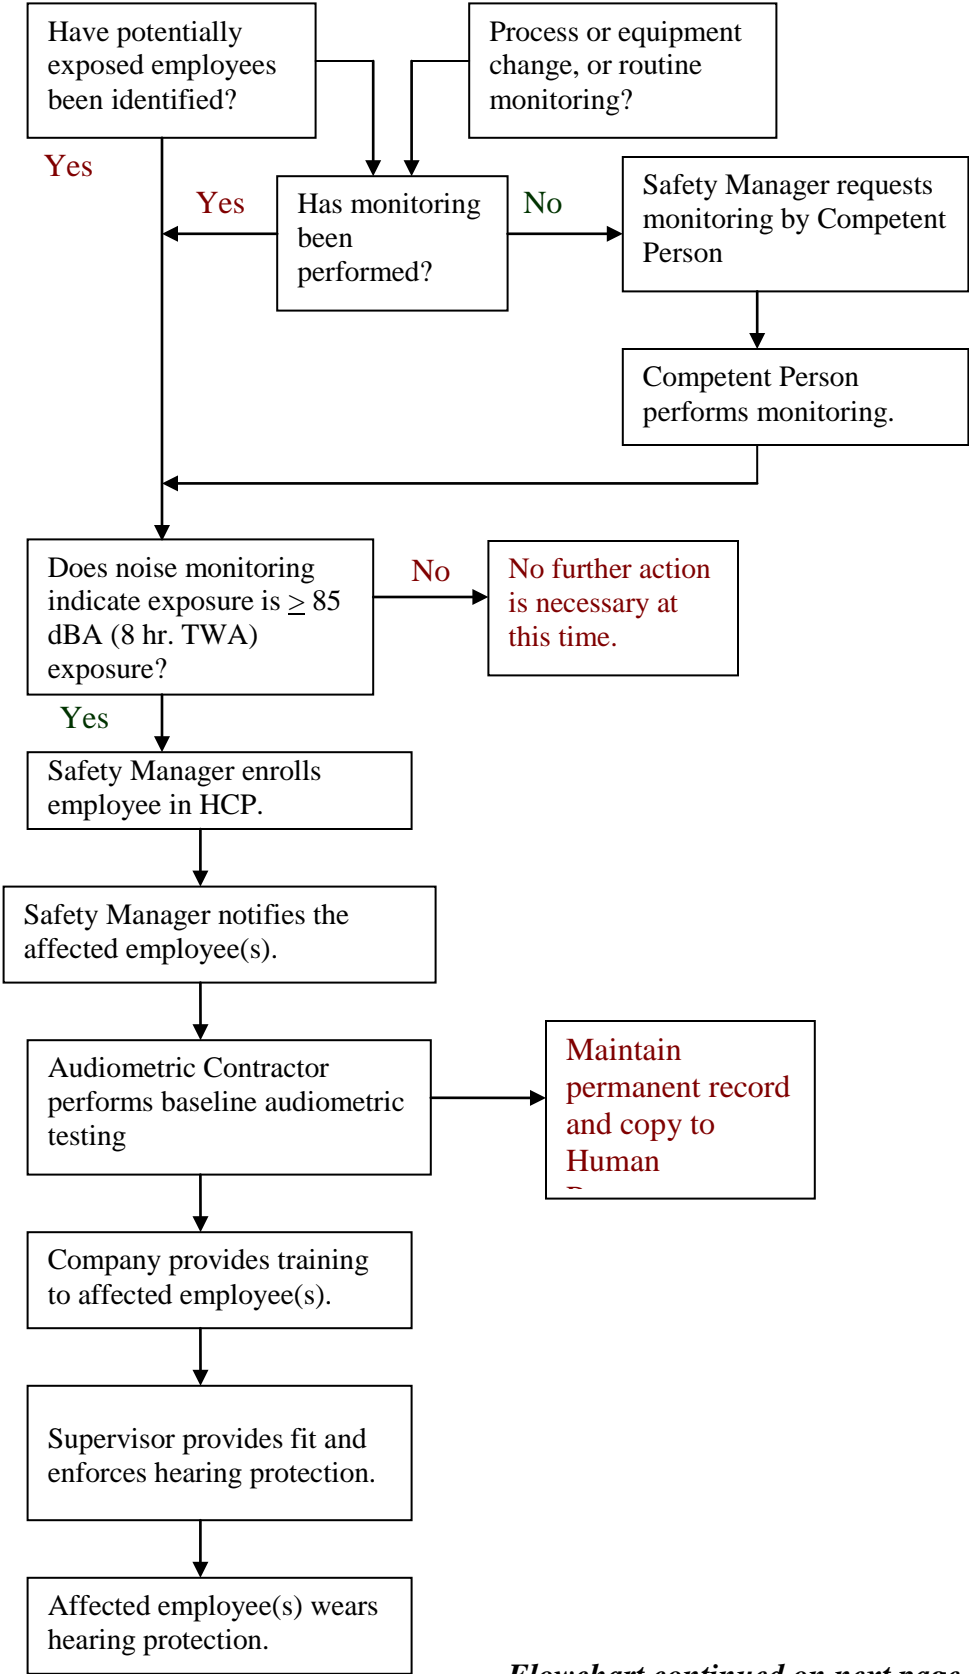 Have potentially
exposed employees
been identified?
Process or equipment
change, or routine
monitoring?
Yes
Yes
Has monitoring
been
performed?
No
Safety Manager requests
monitoring by Competent
Person
Competent Person
performs monitoring.
Does noise monitoring
indicate exposure is ≥ 85
dBA (8 hr. TWA)
exposure?
No
No further action
is necessary at
this time.
Yes
Safety Manager enrolls
employee in HCP.
Safety Manager notifies the
affected employee(s).
Audiometric Contractor
performs baseline audiometric
testing
Maintain
permanent record
and copy to
Human
Company provides training
to affected employee(s).
Supervisor provides fit and
enforces hearing protection.
Affected employee(s) wears
hearing protection.
Flowchart continued on next page